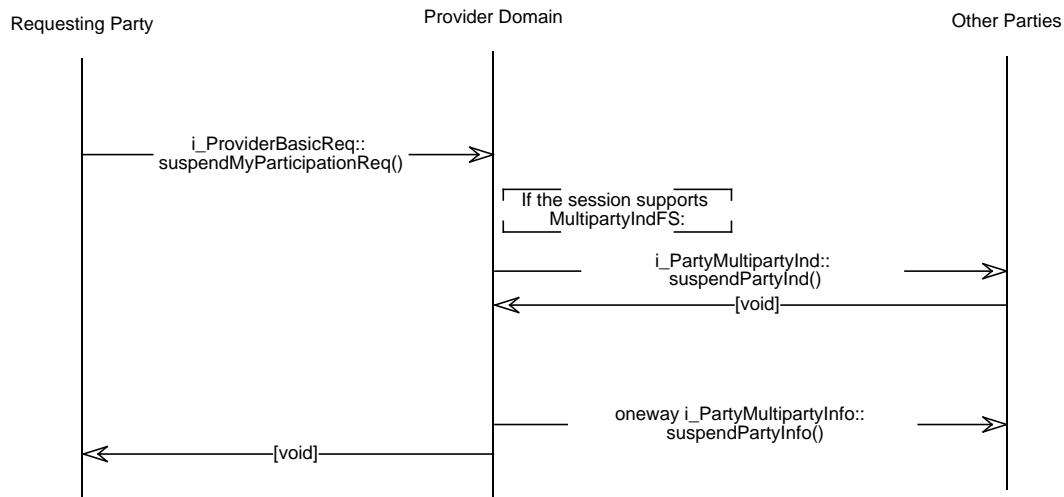 Requesting Party
Provider Domain
Other Parties
i_ProviderBasicReq::
suspendMyParticipationReq()
If the session supports
MultipartyIndFS:
i_PartyMultipartyInd::
suspendPartyInd()
[void]
oneway i_PartyMultipartyInfo::
suspendPartyInfo()
[void]